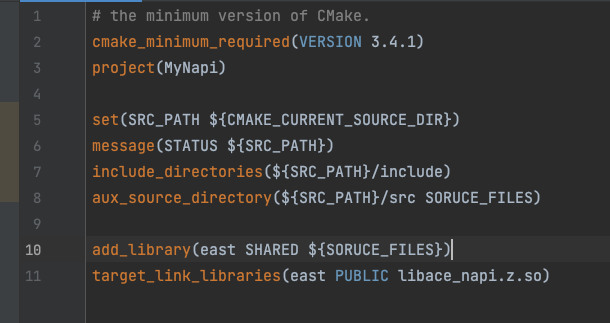 1 # the minimum version of CMake.
2 cmake_minimum_required(VERSION 3.4.1)
3 project(MyNapi)
4
5 set(SRC_PATH ${CMAKE_CURRENT_SOURCE_DIR})
6 message(STATUS ${SRC_PATH})
7 include_directories(${SRC_PATH}/include)
8 aux_source_directory(${SRC_PATH}/src SORUCE_FILES)
9
10 add_library(east SHARED ${SORUCE_FILES})
11 target_link_libraries(east PUBLIC libace_napi.z.so)